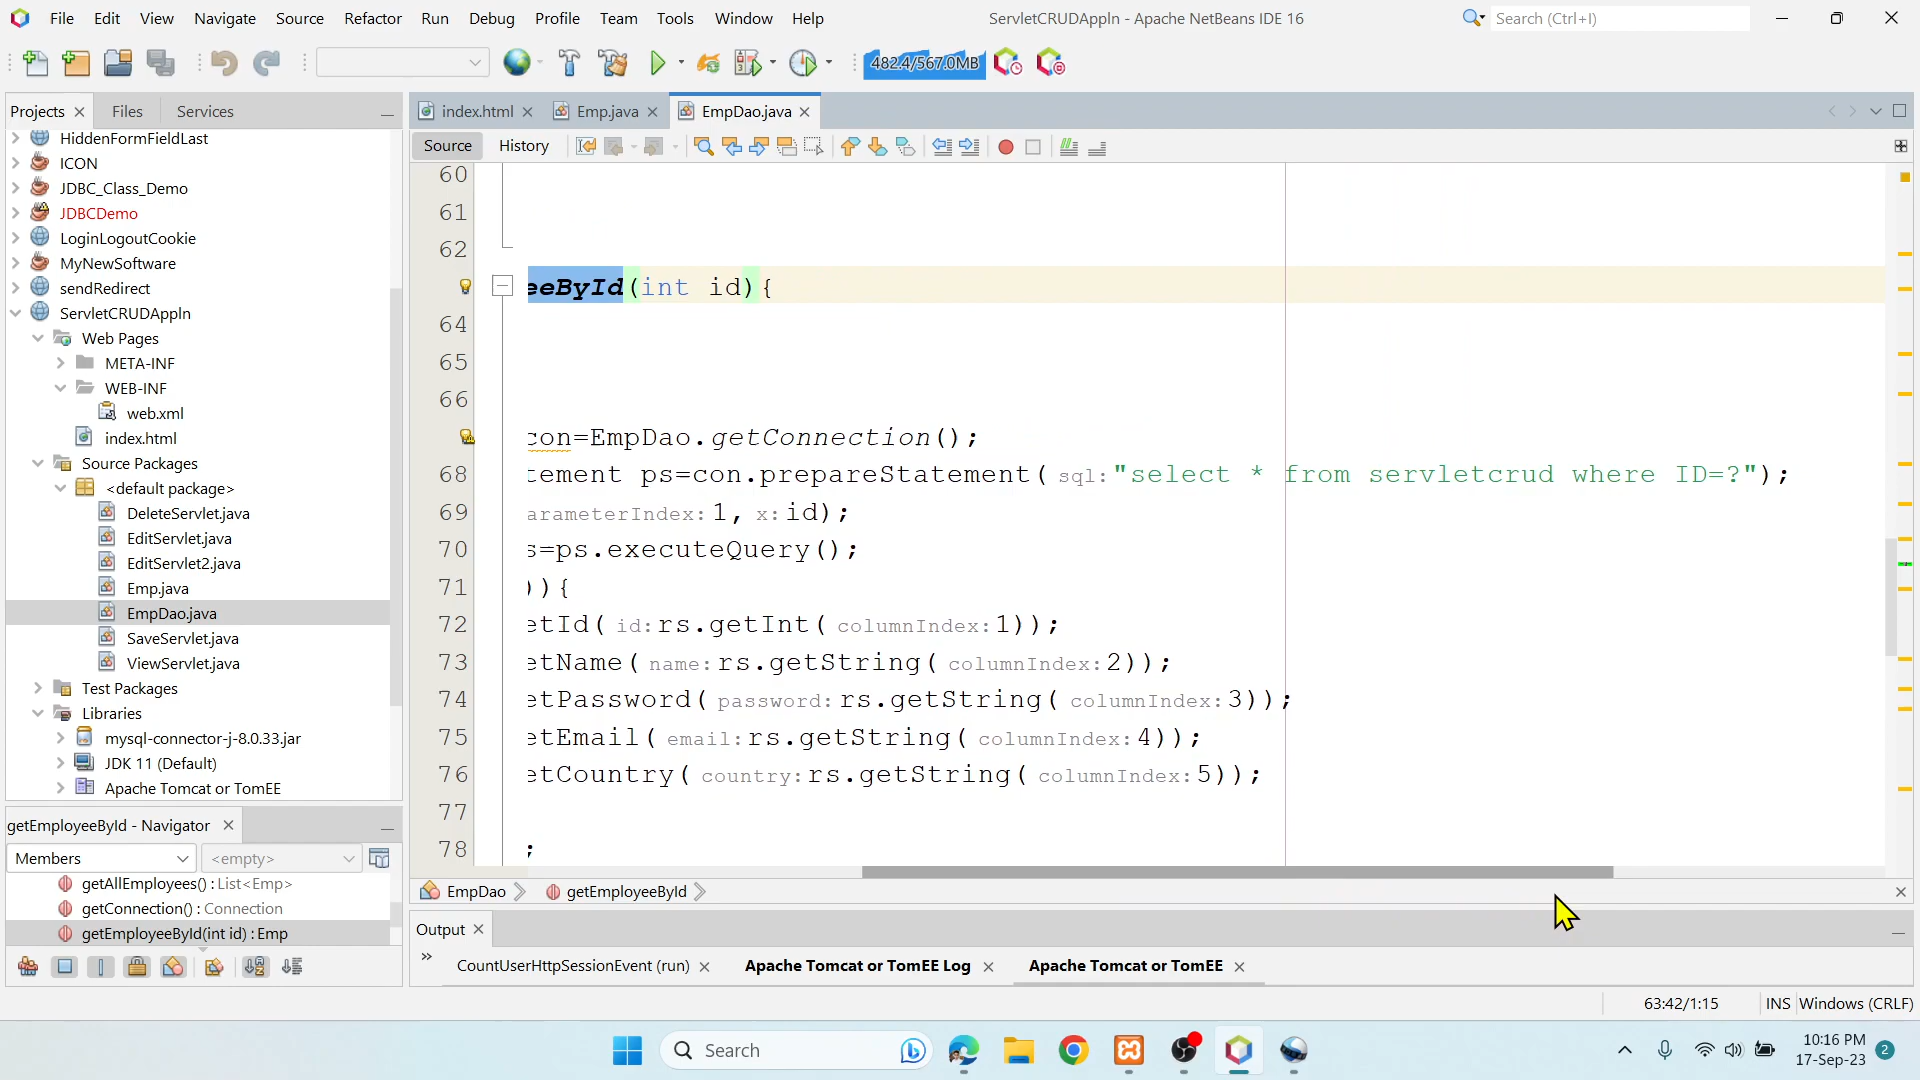 File Edit View Navigate Source Refactor Run Debug Profile Team Tools Window Help
ServletCRUDAppln - Apache NetBeans IDE 16
Search (Ctrl+I)
482.4/567.0MB
Projects Files Services
HiddenFormFieldLast
ICON
JDBC_Class_Demo
JDBCDemo
LoginLogoutCookie
MyNewSoftware
sendRedirect
ServletCRUDAppln
Web Pages
META-INF
WEB-INF
web.xml
index.html
Source Packages
<default package>
DeleteServlet.java
EditServlet.java
EditServlet2.java
Emp.java
EmpDao.java
SaveServlet.java
ViewServlet.java
Test Packages
Libraries
mysql-connector-j-8.0.33.jar
JDK 11 (Default)
Apache Tomcat or TomEE
getEmployeeById - Navigator
Members
<empty>
getAllEmployees() : List<Emp>
getConnection() : Connection
getEmployeeById(int id) : Emp
index.html Emp.java EmpDao.java
Source History
60
61
62
eeById(int id){
64
65
66
con=EmpDao.getConnection();
68 tement ps=con.prepareStatement( sql:"select * from servletcrud where ID=?");
69 arameterIndex: 1, x: id);
70 s=ps.executeQuery();
71 )){
72 etId( id: rs.getInt( columnIndex: 1));
73 etName( name: rs.getString( columnIndex: 2));
74 etPassword( password: rs.getString( columnIndex: 3));
75 etEmail( email: rs.getString( columnIndex: 4));
76 etCountry( country: rs.getString( columnIndex: 5));
77
78 ;
EmpDao getEmployeeById
Output
CountUserHttpSessionEvent (run) Apache Tomcat or TomEE Log Apache Tomcat or TomEE
63:42/1:15 INS Windows (CRLF)
Search
10:16 PM
17-Sep-23
2